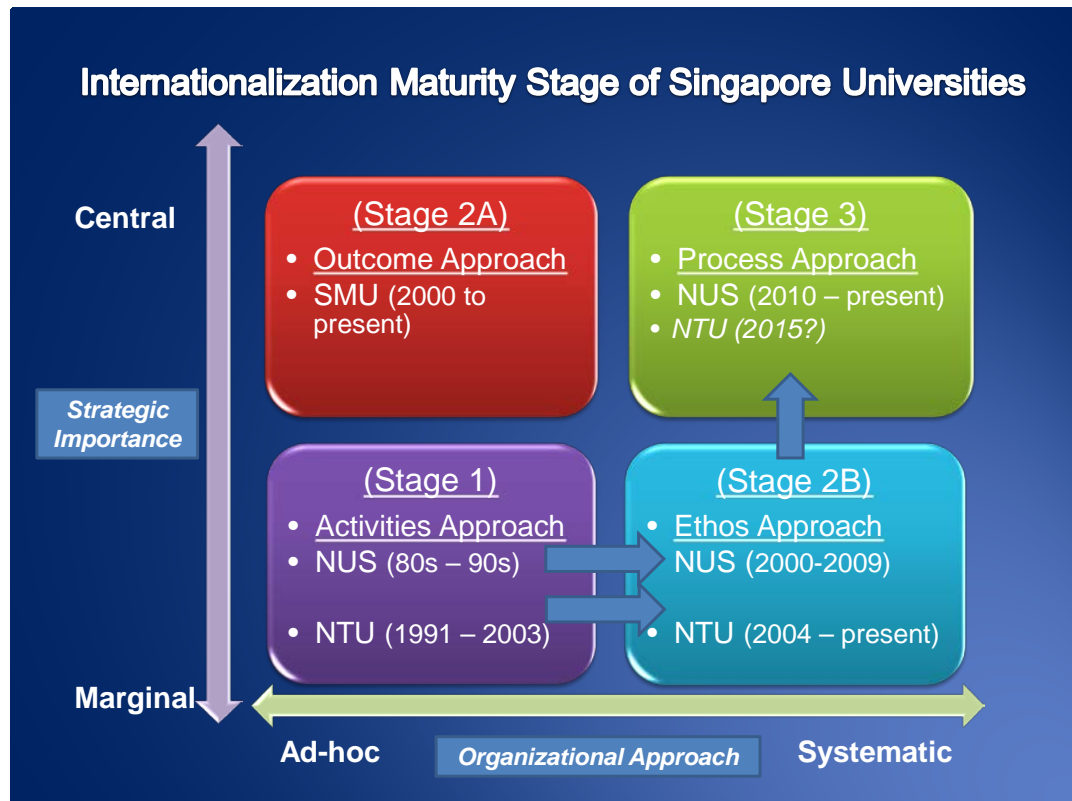 Internationalization Maturity Stage of Singapore Universities
Central
(Stage 2A)
• Outcome Approach
• SMU (2000 to
present)
(Stage 3)
• Process Approach
• NUS (2010 – present)
• NTU (2015?)
Strategic
Importance
(Stage 1)
• Activities Approach
• NUS (80s – 90s)
• NTU (1991 – 2003)
(Stage 2B)
• Ethos Approach
NUS (2000-2009)
• NTU (2004 – present)
Marginal
Ad-hoc
Organizational Approach
Systematic